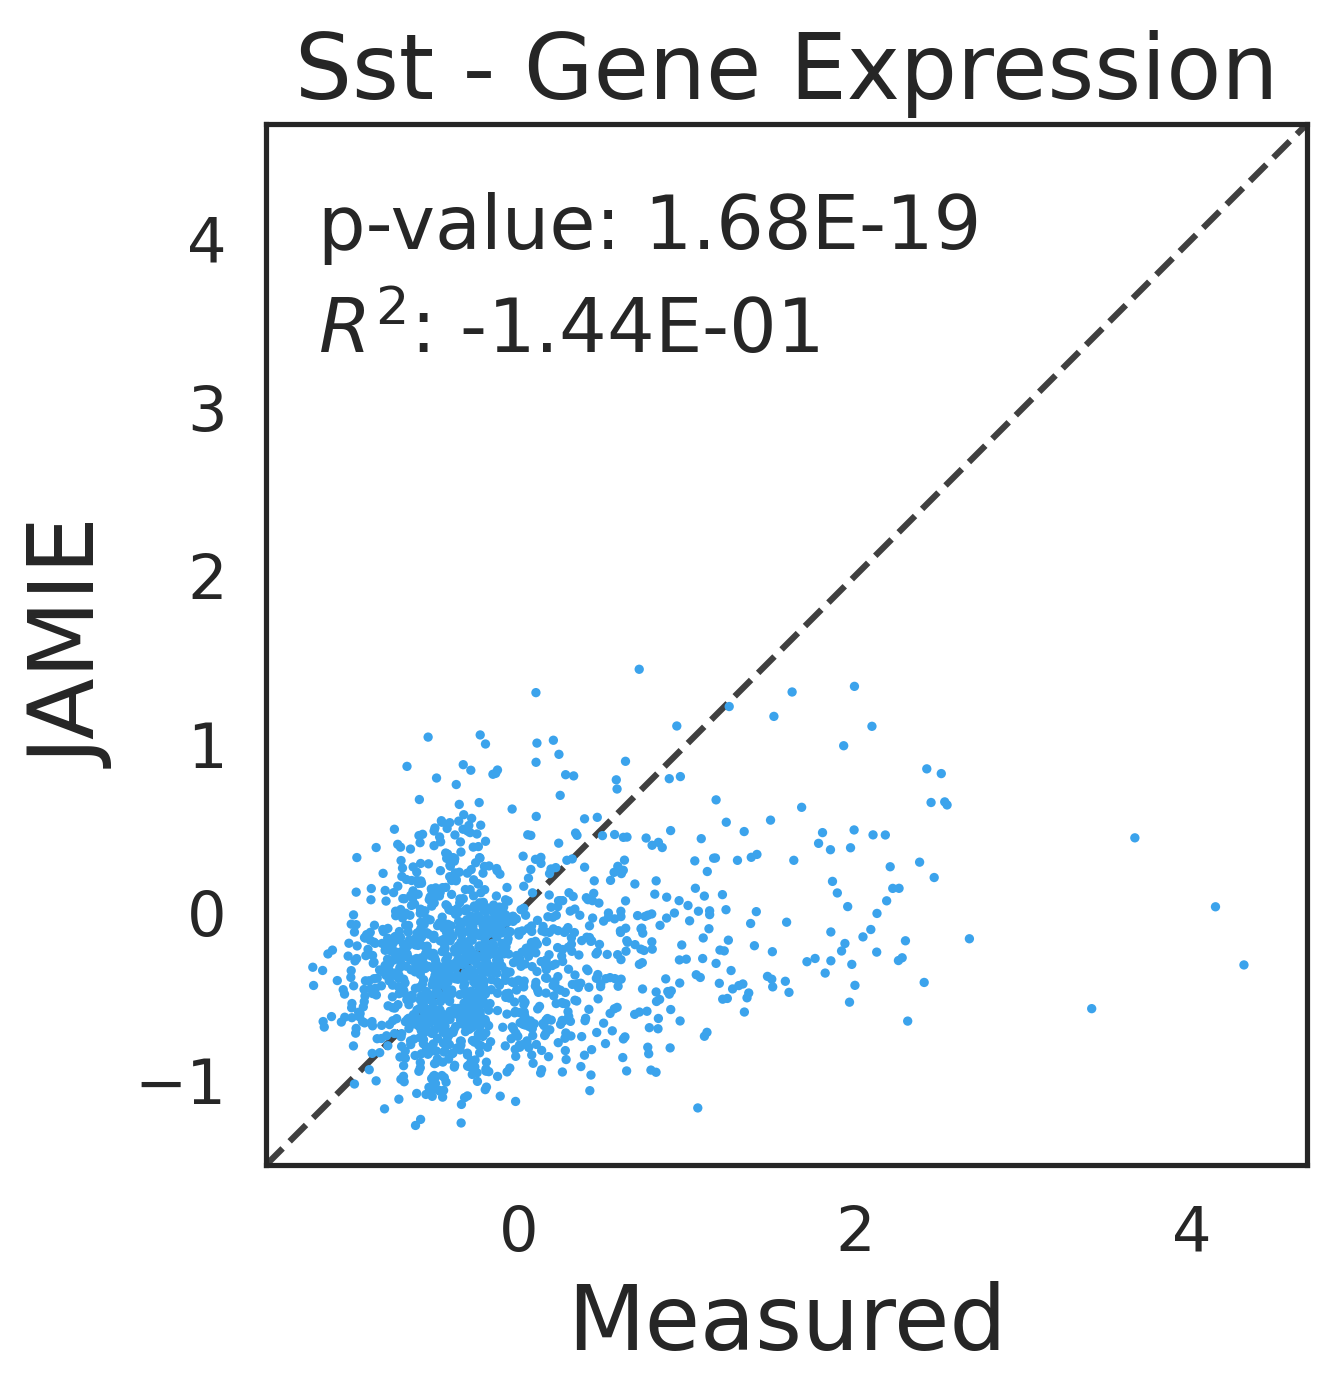 Sst - Gene Expression
p-value: 1.68E-19
R²: -1.44E-01
4
3
2
1
0
−1
JAMIE
0 2 4
Measured